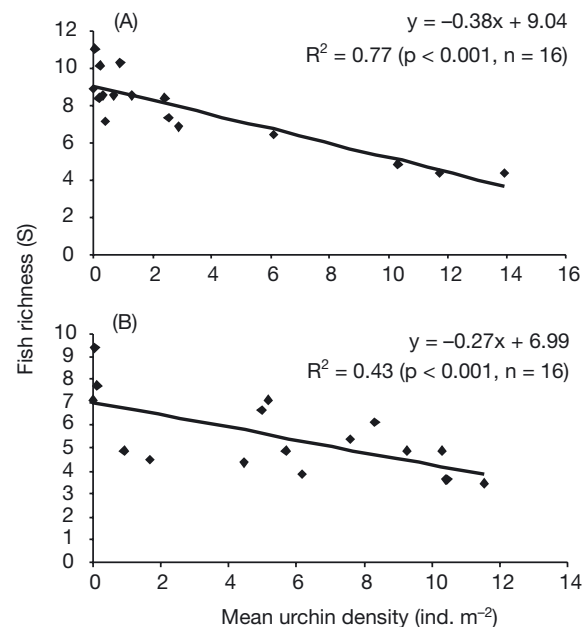 (A)
y = –0.38x + 9.04
R² = 0.77 (p < 0.001, n = 16)
12
10
8
6
4
2
0
0 2 4 6 8 10 12 14 16
Fish richness (S)
(B)
y = –0.27x + 6.99
R² = 0.43 (p < 0.001, n = 16)
10
9
8
7
6
5
4
3
2
1
0
0 2 4 6 8 10 12 14
Mean urchin density (ind. m⁻²)